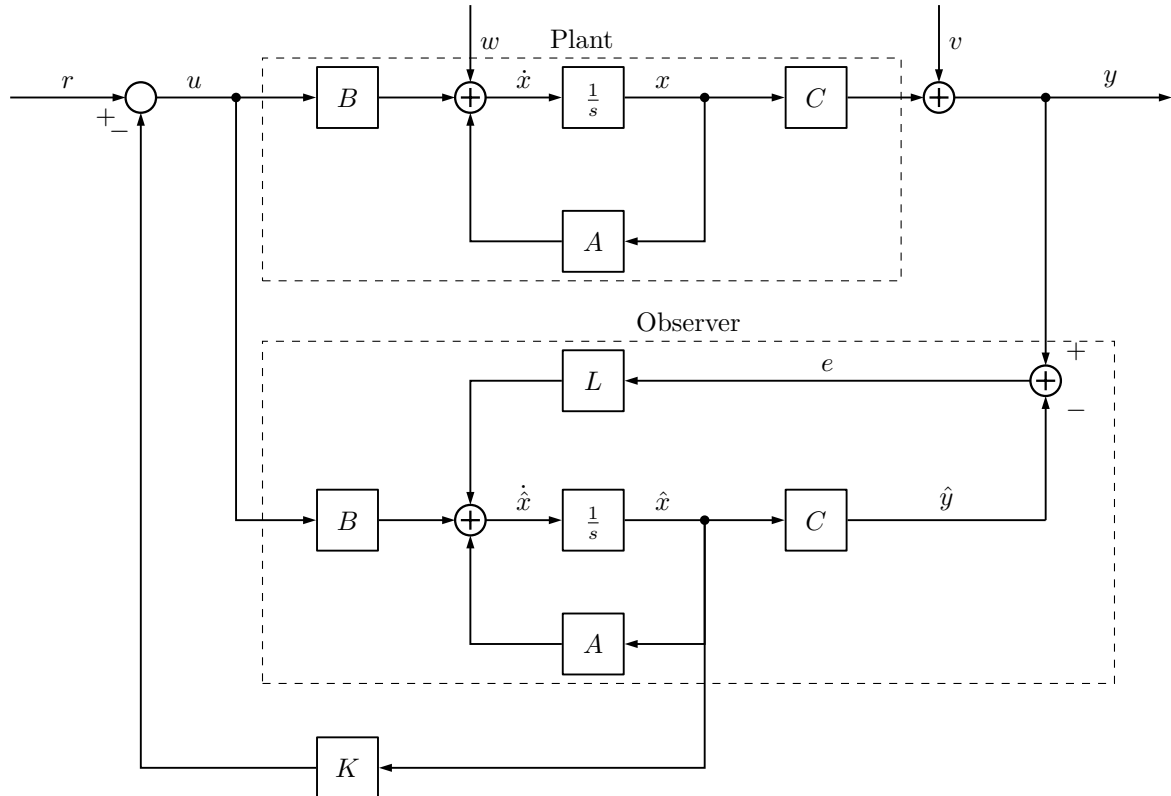 w
Plant
v
r
u
B
+
ẋ
1/s
x
C
+
y
+
−
A
Observer
+
L
e
+
−
B
+
x̂̇
1/s
x̂
C
ŷ
A
K